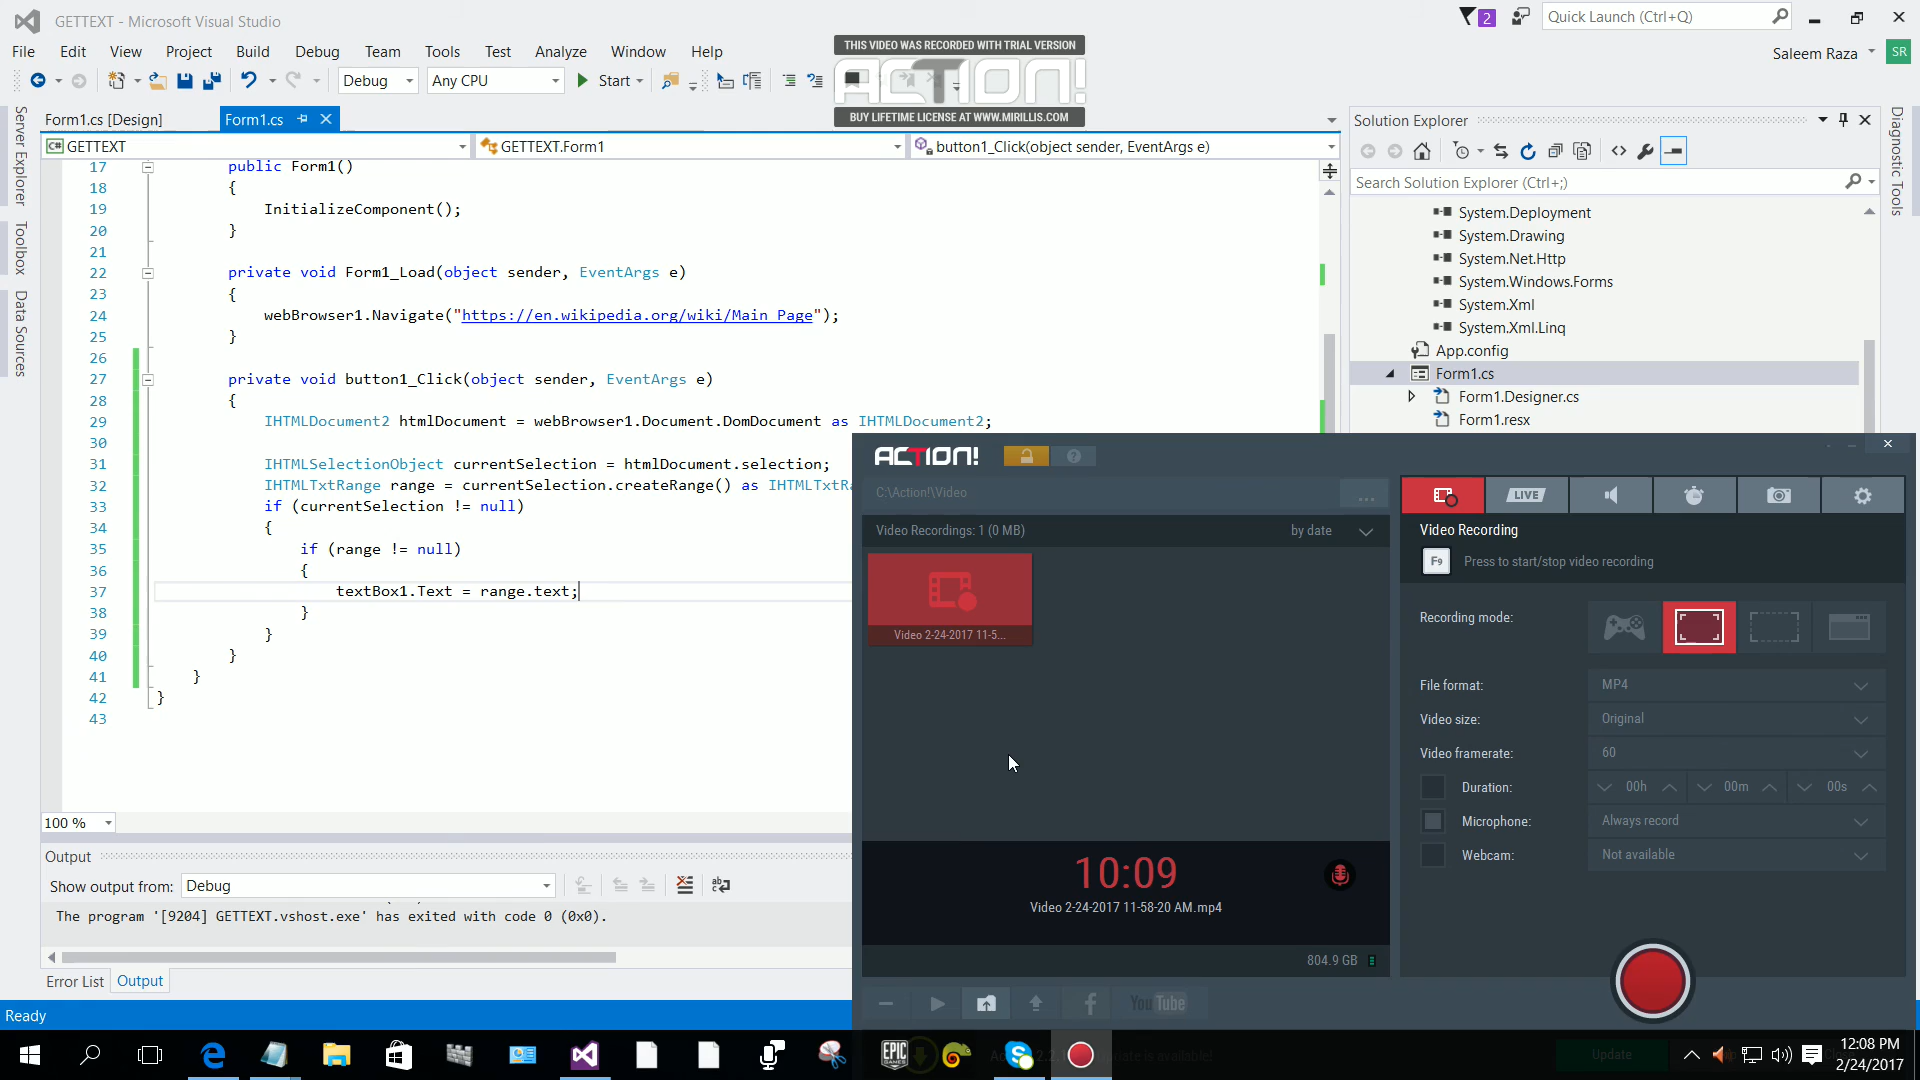 GETTEXT - Microsoft Visual Studio
2
Quick Launch (Ctrl+Q)
File Edit View Project Build Debug Team Tools Test Analyze Window Help
Saleem Raza
SR
THIS VIDEO WAS RECORDED WITH TRIAL VERSION
ACTION!
BUY LIFETIME LICENSE AT WWW.MIRILLIS.COM
Debug
Any CPU
Start
Server Explorer
Toolbox
Data Sources
Form1.cs [Design]
Form1.cs
GETTEXT
GETTEXT.Form1
button1_Click(object sender, EventArgs e)
17 public Form1()
18 {
19 InitializeComponent();
20 }
21
22 private void Form1_Load(object sender, EventArgs e)
23 {
24 webBrowser1.Navigate("https://en.wikipedia.org/wiki/Main_Page");
25 }
26
27 private void button1_Click(object sender, EventArgs e)
28 {
29 IHTMLDocument2 htmlDocument = webBrowser1.Document.DomDocument as IHTMLDocument2;
30
31 IHTMLSelectionObject currentSelection = htmlDocument.selection;
32 IHTMLTxtRange range = currentSelection.createRange() as IHTMLTxtRa
33 if (currentSelection != null)
34 {
35 if (range != null)
36 {
37 textBox1.Text = range.text;
38 }
39 }
40 }
41 }
42 }
43
100 %
Output
Show output from: Debug
The program '[9204] GETTEXT.vshost.exe' has exited with code 0 (0x0).
Error List
Output
Ready
Solution Explorer
Search Solution Explorer (Ctrl+;)
System.Deployment
System.Drawing
System.Net.Http
System.Windows.Forms
System.Xml
System.Xml.Linq
App.config
Form1.cs
Form1.Designer.cs
Form1.resx
Diagnostic Tools
ACTION!
C:\Action!\Video
...
Video Recordings: 1 (0 MB)
by date
Video 2-24-2017 11-5...
10:09
Video 2-24-2017 11-58-20 AM.mp4
804.9 GB
YouTube
LIVE
Video Recording
F9
Press to start/stop video recording
Recording mode:
File format: MP4
Video size: Original
Video framerate: 60
Duration: 00h 00m 00s
Microphone: Always record
Webcam: Not available
Update
EPIC GAMES
12:08 PM
2/24/2017